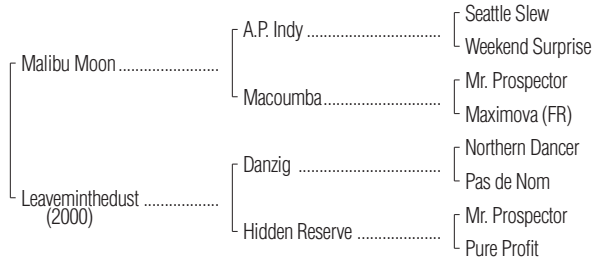 Seattle Slew
A.P. Indy ................................
Weekend Surprise
Malibu Moon ........................
Mr. Prospector
Macoumba............................
Maximova (FR)
Northern Dancer
Danzig ..................................
Pas de Nom
Leaveminthedust ..................
(2000)
Mr. Prospector
Hidden Reserve ....................
Pure Profit